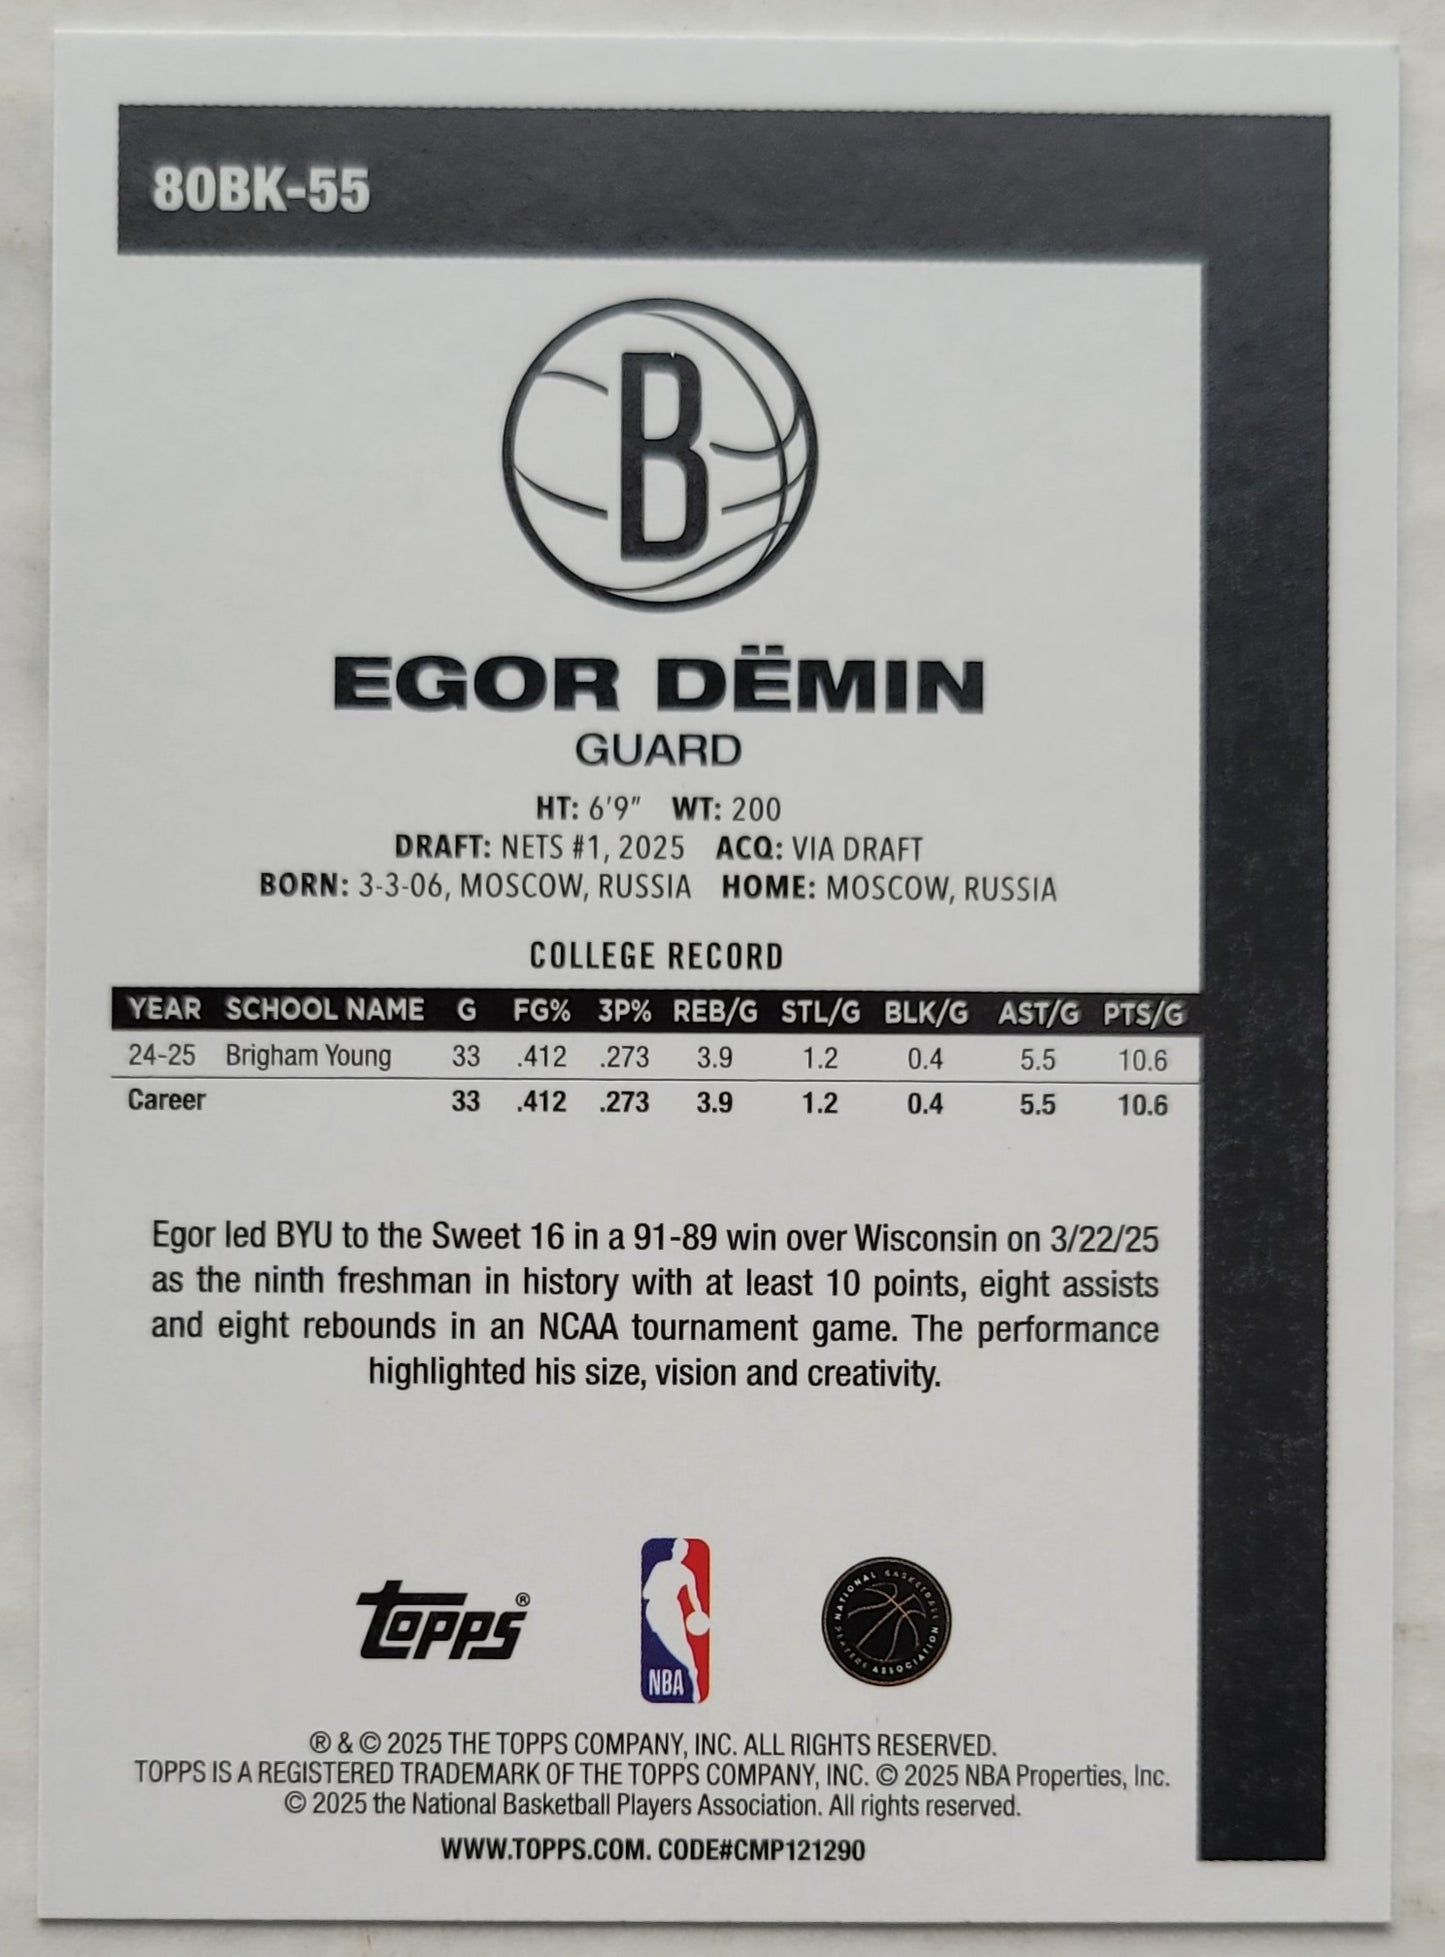 80BK-55
B
EGOR DËMIN
GUARD
HT: 6'9" WT: 200
DRAFT: NETS #1, 2025 ACQ: VIA DRAFT
BORN: 3-3-06, MOSCOW, RUSSIA HOME: MOSCOW, RUSSIA
COLLEGE RECORD
YEAR SCHOOL NAME G FG% 3P% REB/G STL/G BLK/G AST/G PTS/G
24-25 Brigham Young 33 .412 .273 3.9 1.2 0.4 5.5 10.6
Career 33 .412 .273 3.9 1.2 0.4 5.5 10.6
Egor led BYU to the Sweet 16 in a 91-89 win over Wisconsin on 3/22/25
as the ninth freshman in history with at least 10 points, eight assists
and eight rebounds in an NCAA tournament game. The performance
highlighted his size, vision and creativity.
Topps®
NBA
NATIONAL BASKETBALL PLAYERS ASSOCIATION
® & © 2025 THE TOPPS COMPANY, INC. ALL RIGHTS RESERVED.
TOPPS IS A REGISTERED TRADEMARK OF THE TOPPS COMPANY, INC. © 2025 NBA Properties, Inc.
© 2025 the National Basketball Players Association. All rights reserved.
WWW.TOPPS.COM. CODE#CMP121290